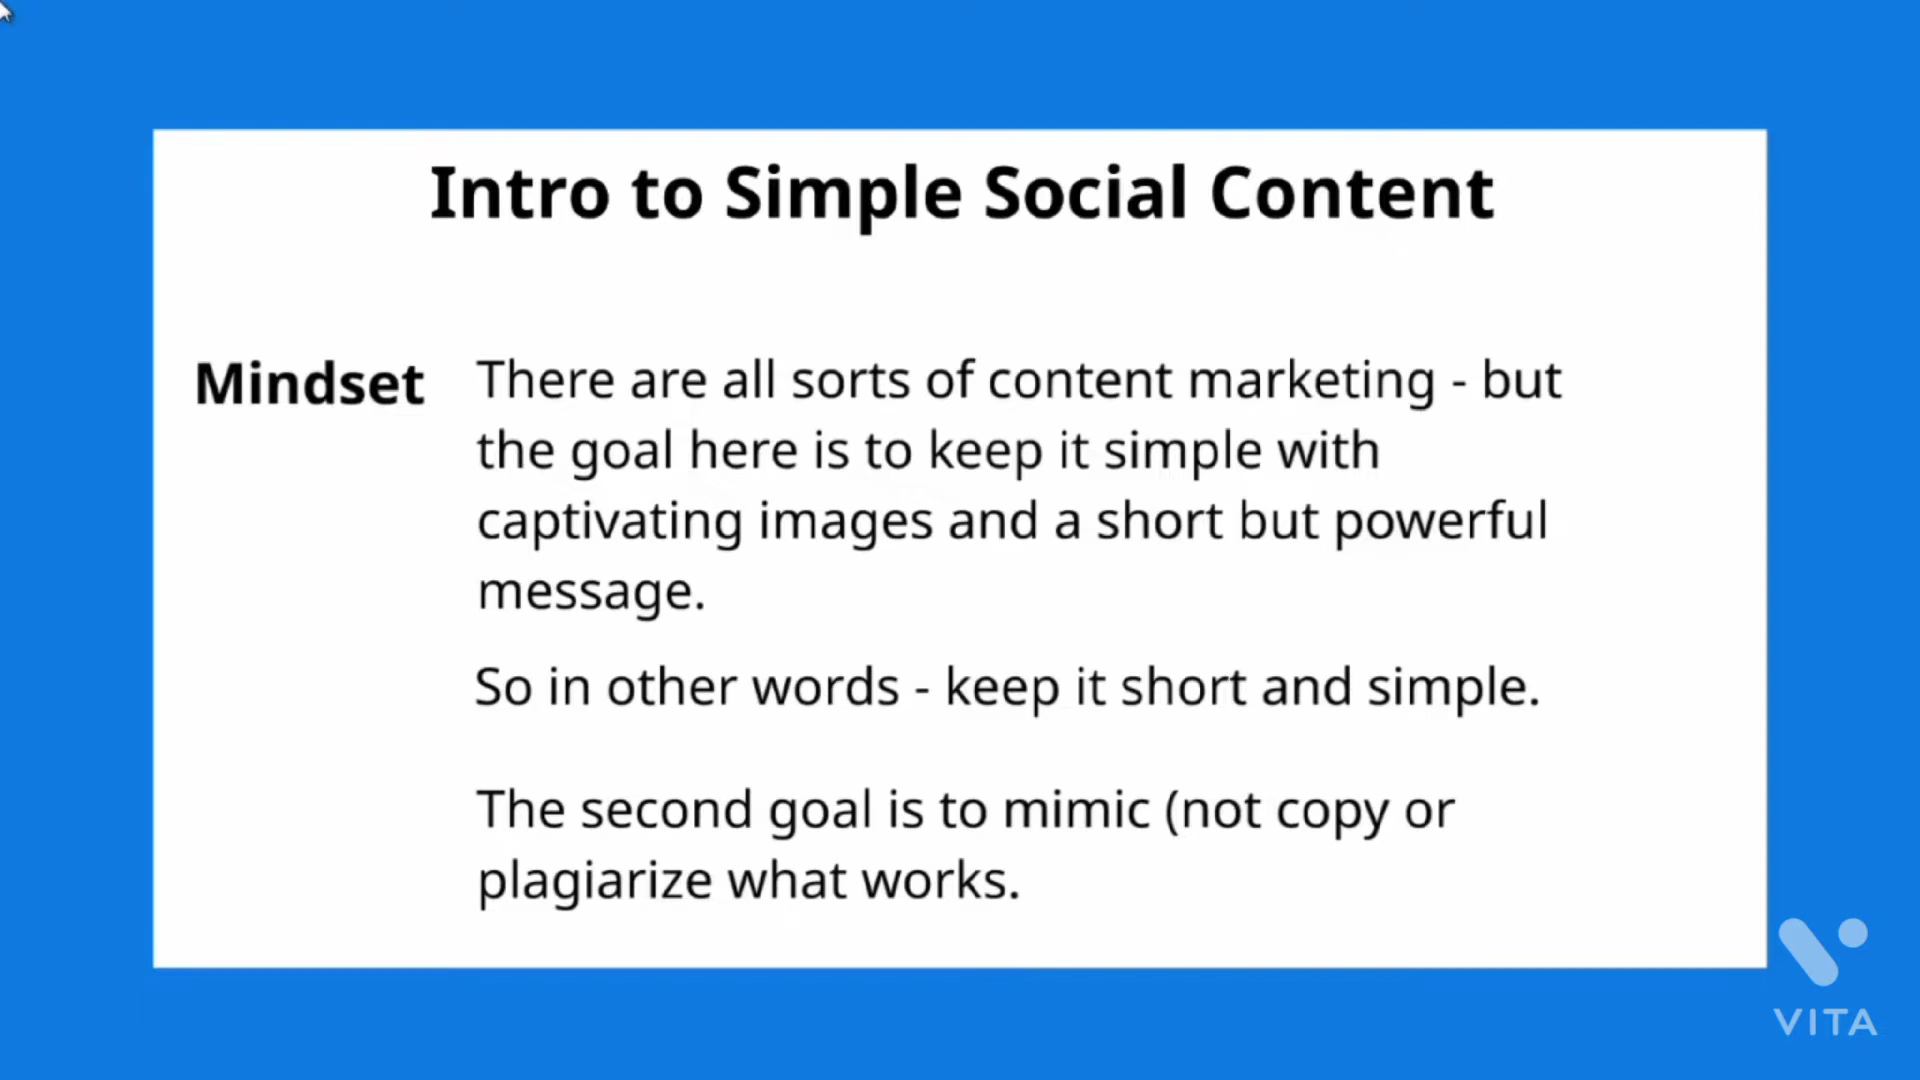 Intro to Simple Social Content
Mindset
There are all sorts of content marketing - but
the goal here is to keep it simple with
captivating images and a short but powerful
message.
So in other words - keep it short and simple.
The second goal is to mimic (not copy or
plagiarize what works.
VITA